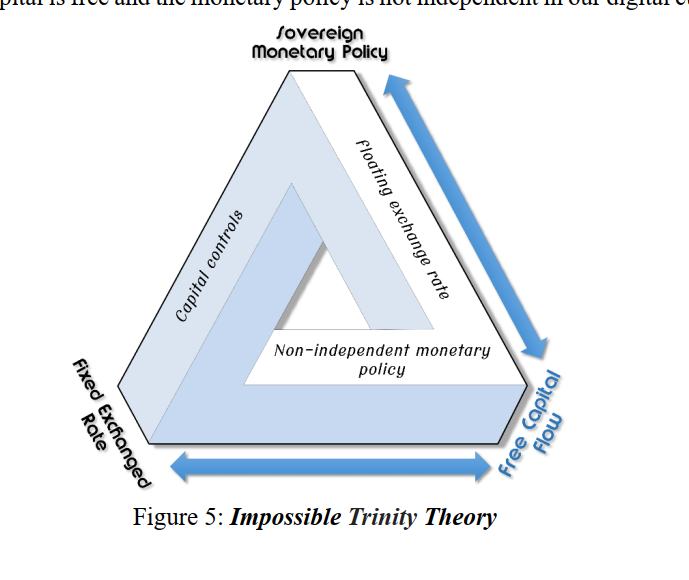 pital is free and the monetary policy is not independent in our digital
Sovereign
Monetary Policy
Floating exchange rate
Capital controls
Non-independent monetary
policy
Fixed Exchanged
Rate
Free Capital
Flow
Figure 5: Impossible Trinity Theory